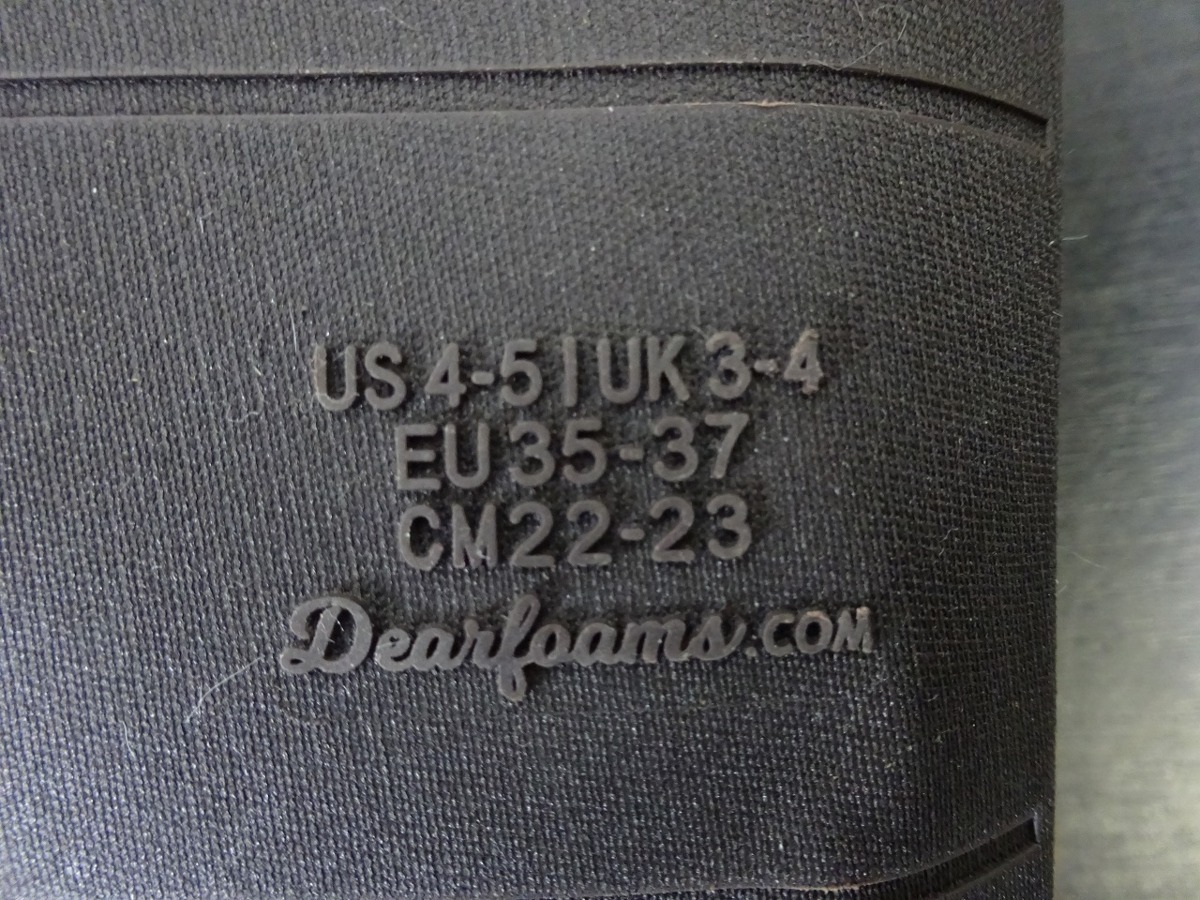 US 4-5 | UK 3-4
EU 35-37
CM 22-23
Dearfoams.COM